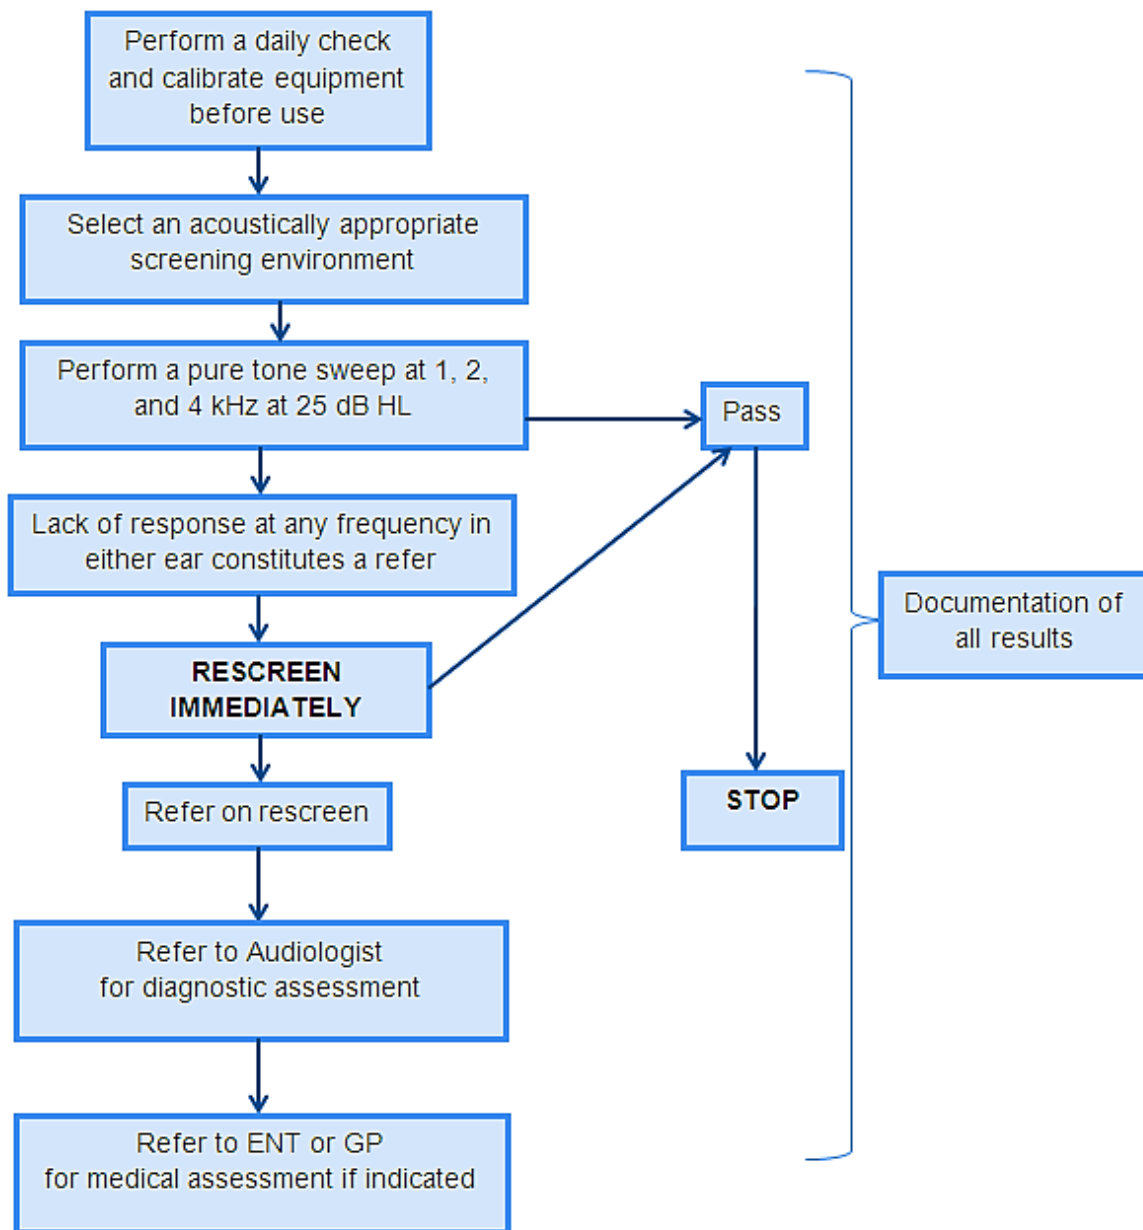 Perform a daily check
and calibrate equipment
before use
Select an acoustically appropriate
screening environment
Perform a pure tone sweep at 1, 2,
and 4 kHz at 25 dB HL
Pass
Lack of response at any frequency in
either ear constitutes a refer
RESCREEN
IMMEDIATELY
Refer on rescreen
STOP
Refer to Audiologist
for diagnostic assessment
Refer to ENT or GP
for medical assessment if indicated
Documentation of
all results